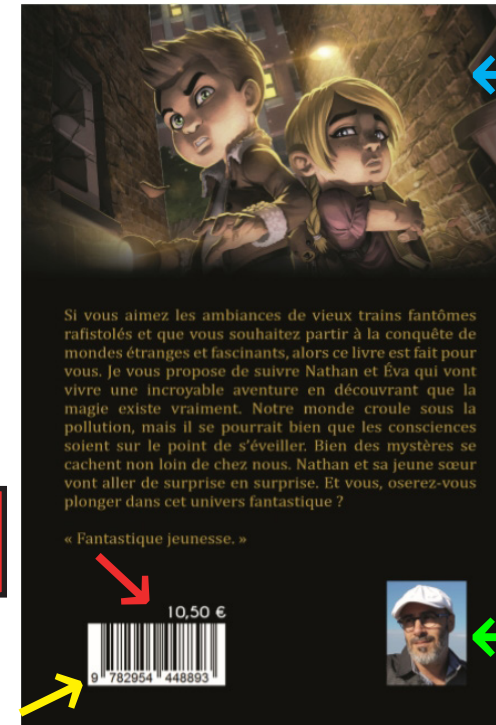 Si vous aimez les ambiances de vieux trains fantômes
rafistolés et que vous souhaitez partir à la conquête de
mondes étranges et fascinants, alors ce livre est fait pour
vous. Je vous propose de suivre Nathan et Éva qui vont
vivre une incroyable aventure en découvrant que la
magie existe vraiment. Notre monde croule sous la
pollution, mais il se pourrait bien que les consciences
soient sur le point de s’éveiller. Bien des mystères se
cachent non loin de chez nous. Nathan et sa jeune sœur
vont aller de surprise en surprise. Et vous, oserez-vous
plonger dans cet univers fantastique ?
« Fantastique jeunesse. »
10,50 €
9 782954 448893